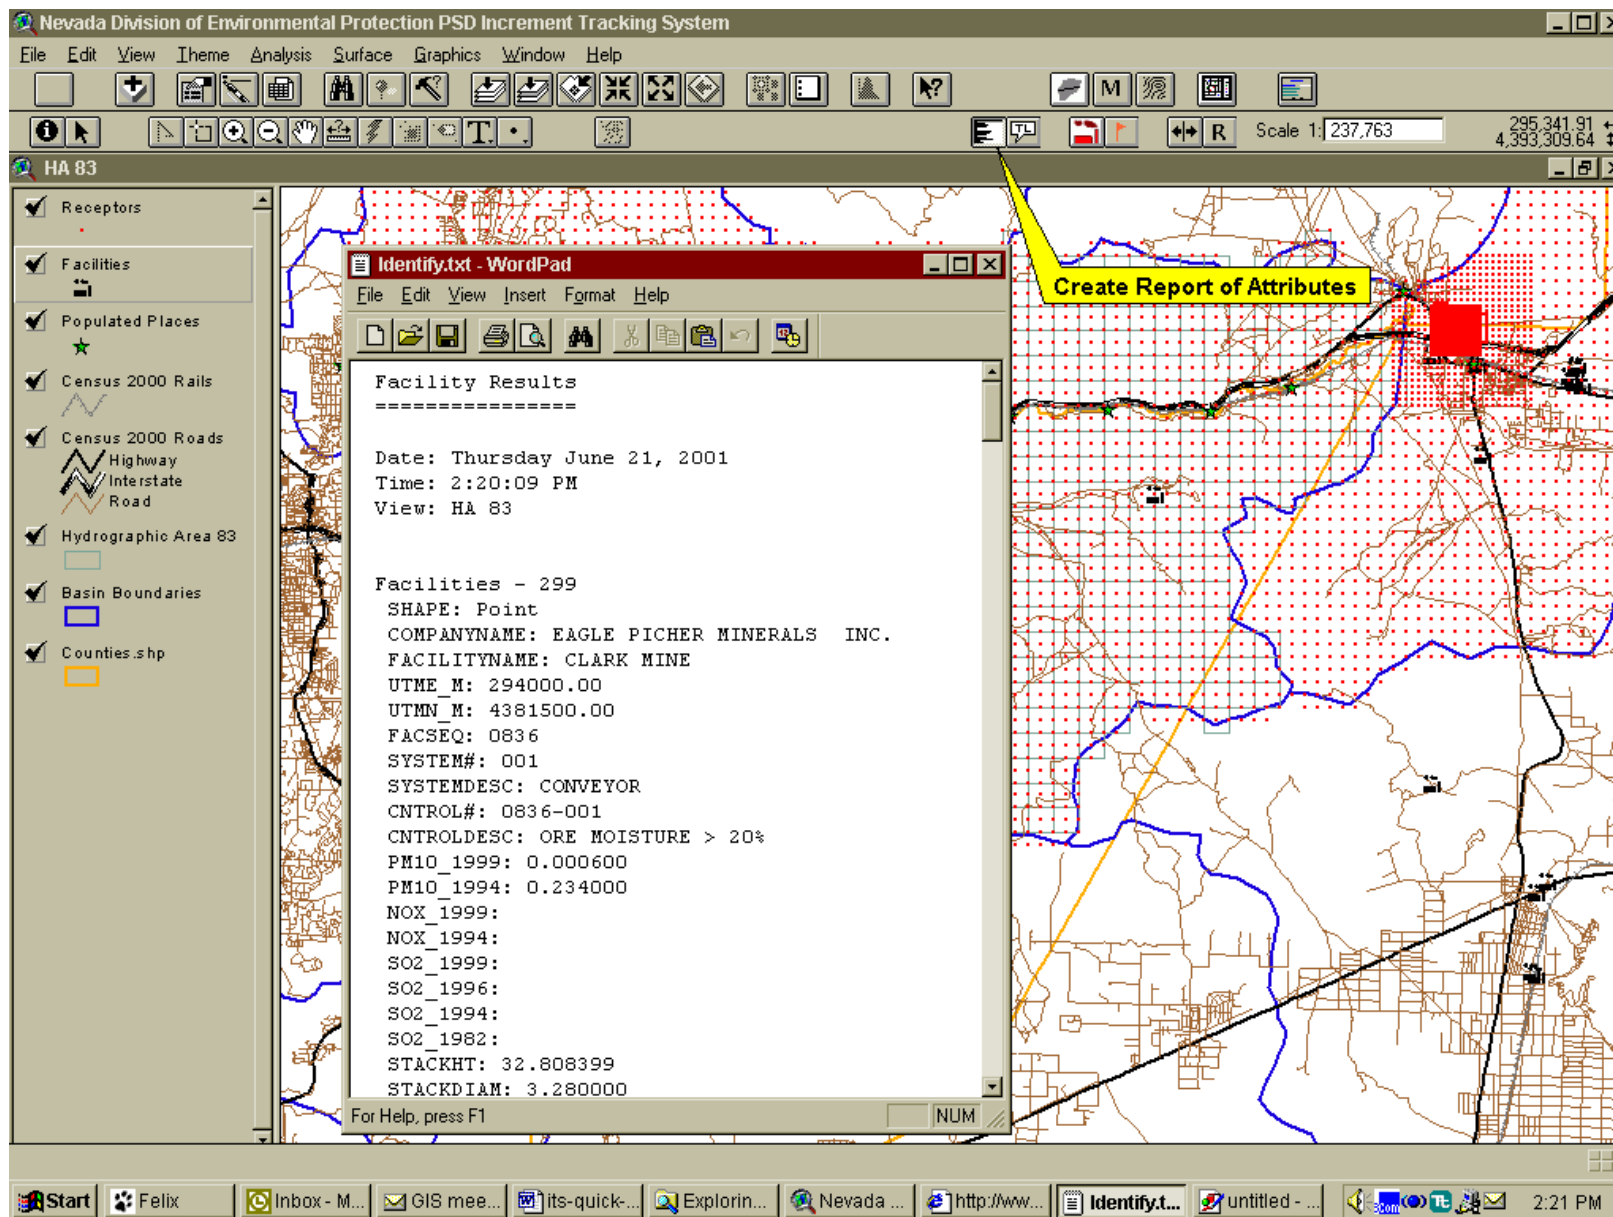 Nevada Division of Environmental Protection PSD Increment Tracking System
File Edit View Theme Analysis Surface Graphics Window Help
M
T
TL
R
Scale 1: 237,763
295,341.91
4,393,309.64
HA 83
Receptors
Facilities
Populated Places
Census 2000 Rails
Census 2000 Roads
Highway
Interstate
Road
Hydrographic Area 83
Basin Boundaries
Counties.shp
Create Report of Attributes
Identify.txt - WordPad
File Edit View Insert Format Help
Facility Results
================
Date: Thursday June 21, 2001
Time: 2:20:09 PM
View: HA 83
Facilities - 299
SHAPE: Point
COMPANYNAME: EAGLE PICHER MINERALS INC.
FACILITYNAME: CLARK MINE
UTME_M: 294000.00
UTMN_M: 4381500.00
FACSEQ: 0836
SYSTEM#: 001
SYSTEMDESC: CONVEYOR
CNTROL#: 0836-001
CNTROLDESC: ORE MOISTURE > 20%
PM10_1999: 0.000600
PM10_1994: 0.234000
NOX_1999:
NOX_1994:
SO2_1999:
SO2_1996:
SO2_1994:
SO2_1982:
STACKHT: 32.808399
STACKDIAM: 3.280000
For Help, press F1
NUM
Start Felix Inbox - M... GIS mee... its-quick-... Explorin... Nevada ... http://www... Identify.t... untitled - ... 2:21 PM